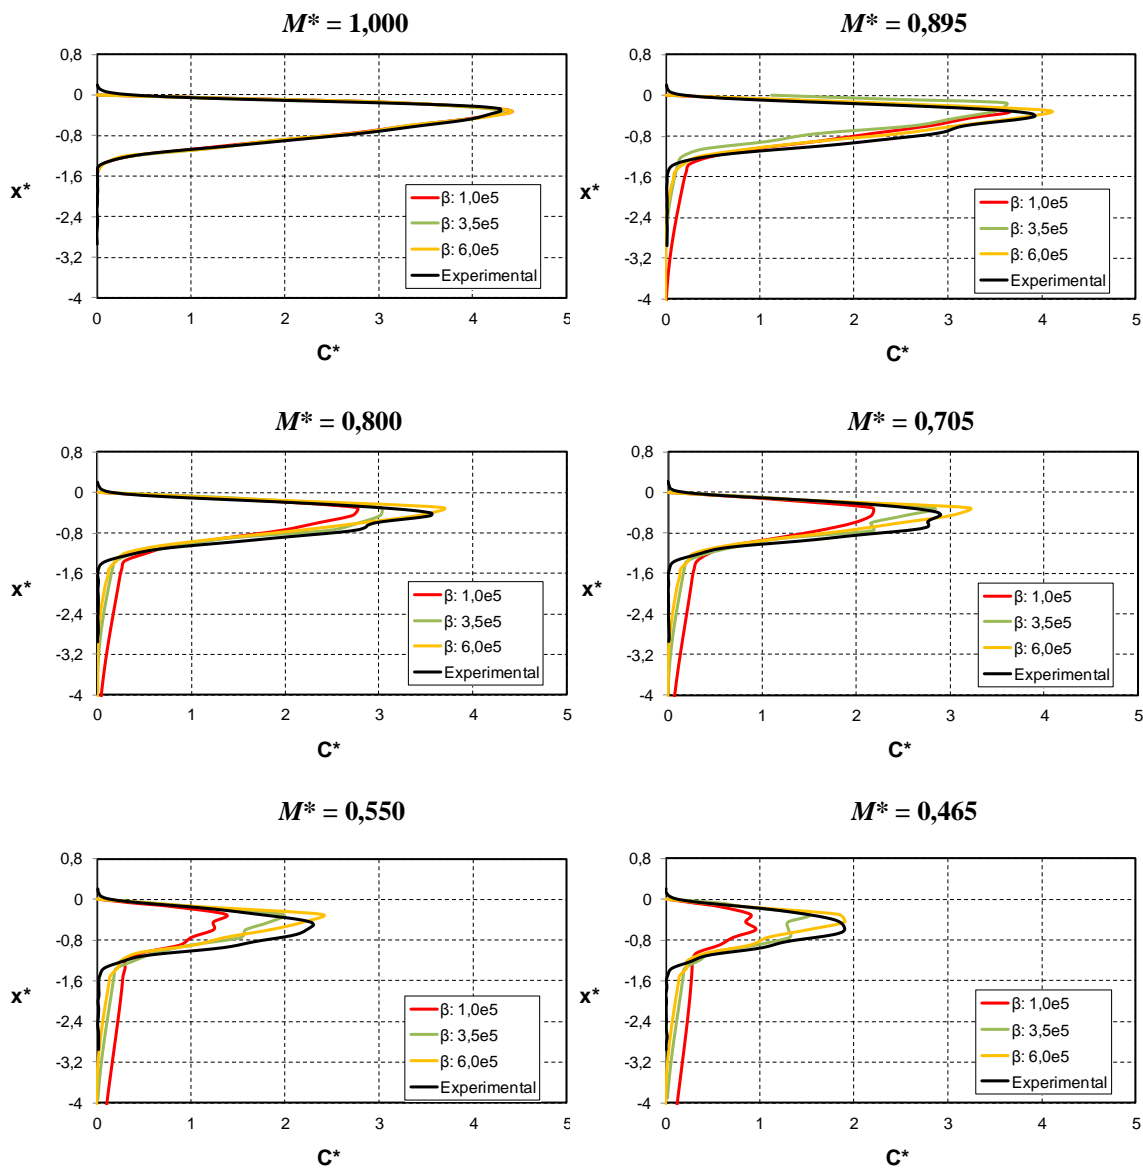 M* = 1,000
0,8
0
-0,8
-1,6
-2,4
-3,2
-4
x*
0 1 2 3 4 5
C*
β: 1,0e5
β: 3,5e5
β: 6,0e5
Experimental
M* = 0,895
0,8
0
-0,8
-1,6
-2,4
-3,2
-4
x*
0 1 2 3 4 5
C*
β: 1,0e5
β: 3,5e5
β: 6,0e5
Experimental
M* = 0,800
0,8
0
-0,8
-1,6
-2,4
-3,2
-4
x*
0 1 2 3 4 5
C*
β: 1,0e5
β: 3,5e5
β: 6,0e5
Experimental
M* = 0,705
0,8
0
-0,8
-1,6
-2,4
-3,2
-4
x*
0 1 2 3 4 5
C*
β: 1,0e5
β: 3,5e5
β: 6,0e5
Experimental
M* = 0,550
0,8
0
-0,8
-1,6
-2,4
-3,2
-4
x*
0 1 2 3 4 5
C*
β: 1,0e5
β: 3,5e5
β: 6,0e5
Experimental
M* = 0,465
0,8
0
-0,8
-1,6
-2,4
-3,2
-4
x*
0 1 2 3 4 5
C*
β: 1,0e5
β: 3,5e5
β: 6,0e5
Experimental